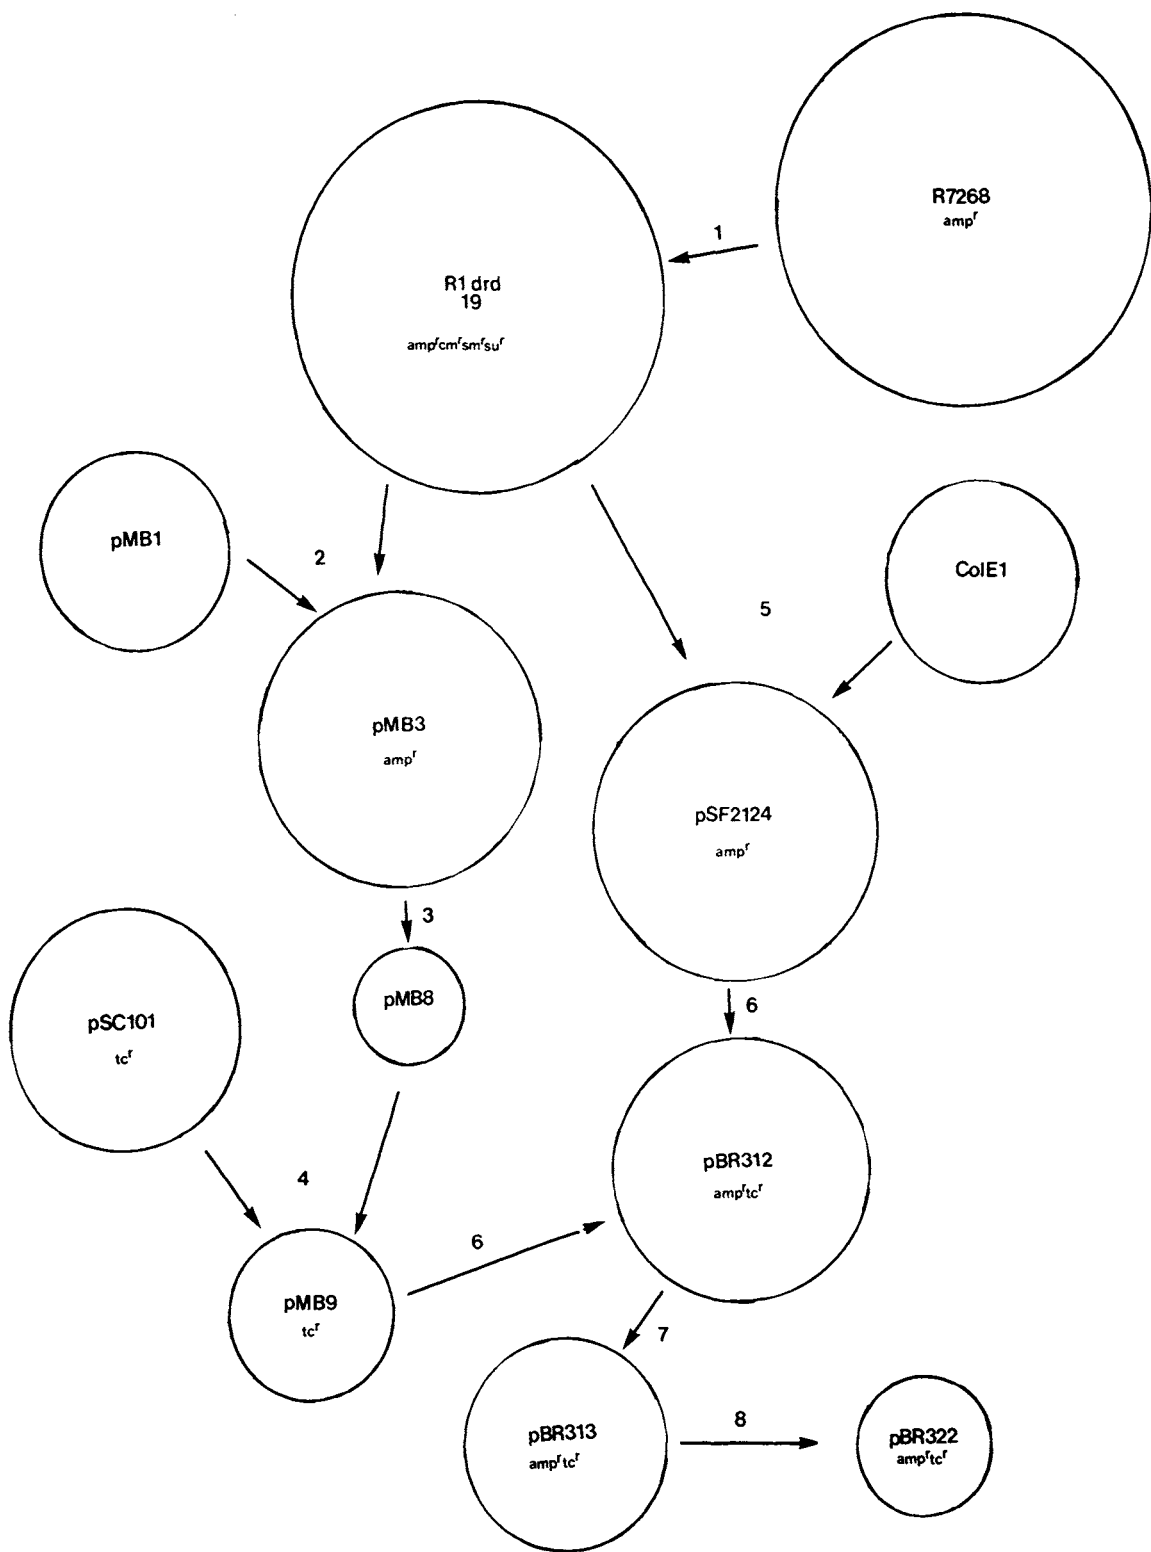 R7268
ampʳ
1
R1 drd
19
ampʳcmʳsmʳsuʳ
pMB1
2
ColE1
5
pMB3
ampʳ
pSF2124
ampʳ
3
pMB8
6
pSC101
tcʳ
pBR312
ampʳtcʳ
4
6
pMB9
tcʳ
7
pBR313
ampʳtcʳ
8
pBR322
ampʳtcʳ